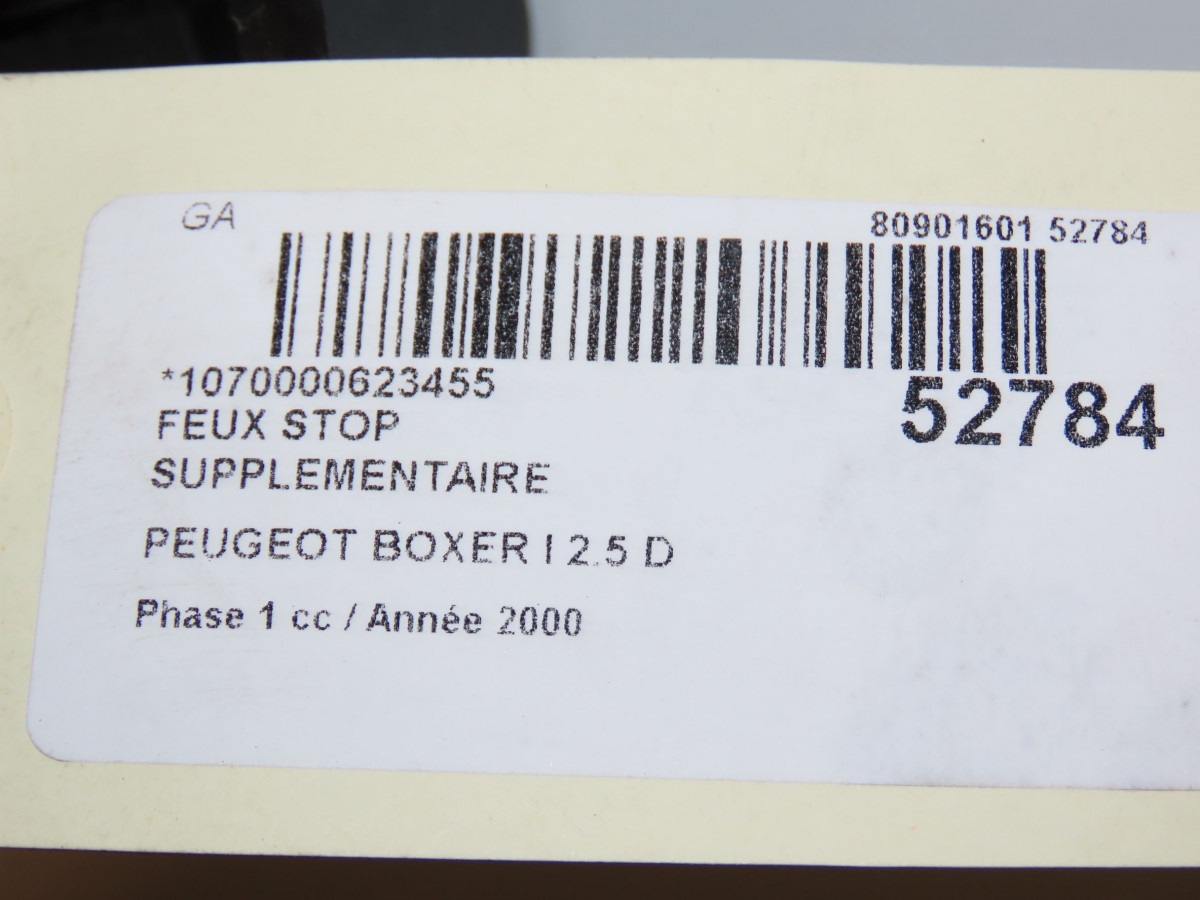 GA
80901601 52784
*1070000623455
52784
FEUX STOP
SUPPLEMENTAIRE
PEUGEOT BOXER I 2.5 D
Phase 1 cc / Année 2000